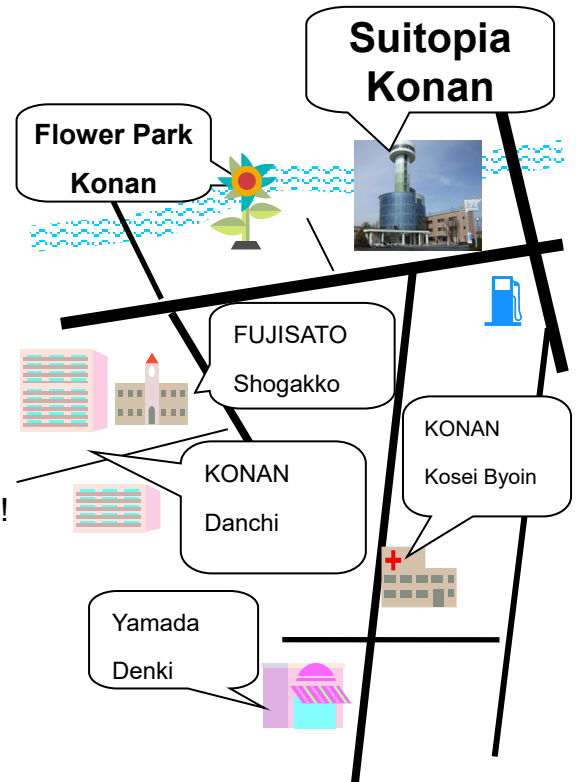 Suitopia
Konan
Flower Park
Konan
FUJISATO
Shogakko
KONAN
Kosei Byoin
KONAN
Danchi
!
Yamada
Denki